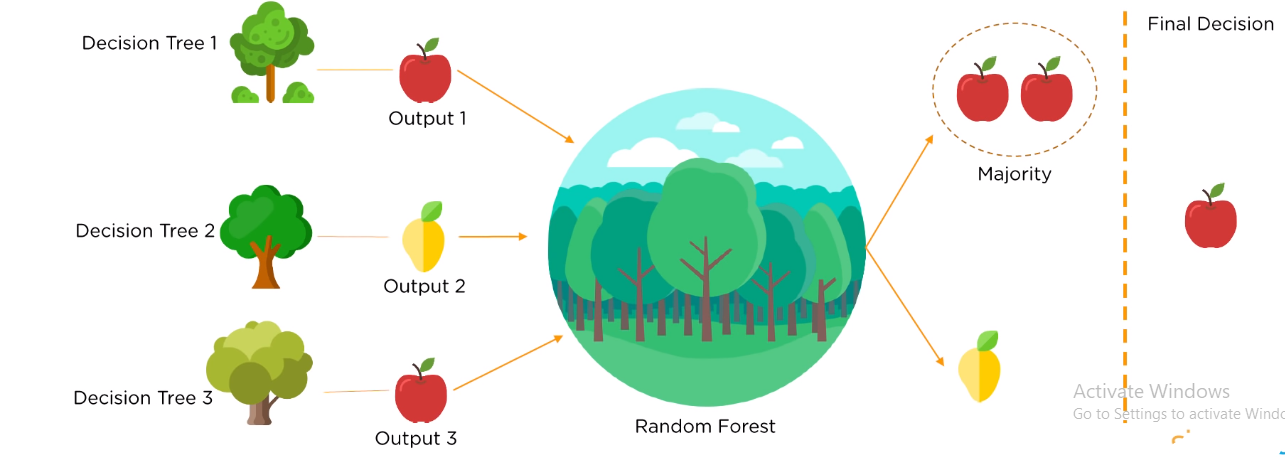 Decision Tree 1
Output 1
Decision Tree 2
Output 2
Decision Tree 3
Output 3
Random Forest
Majority
Final Decision
Activate Windows
Go to Settings to activate